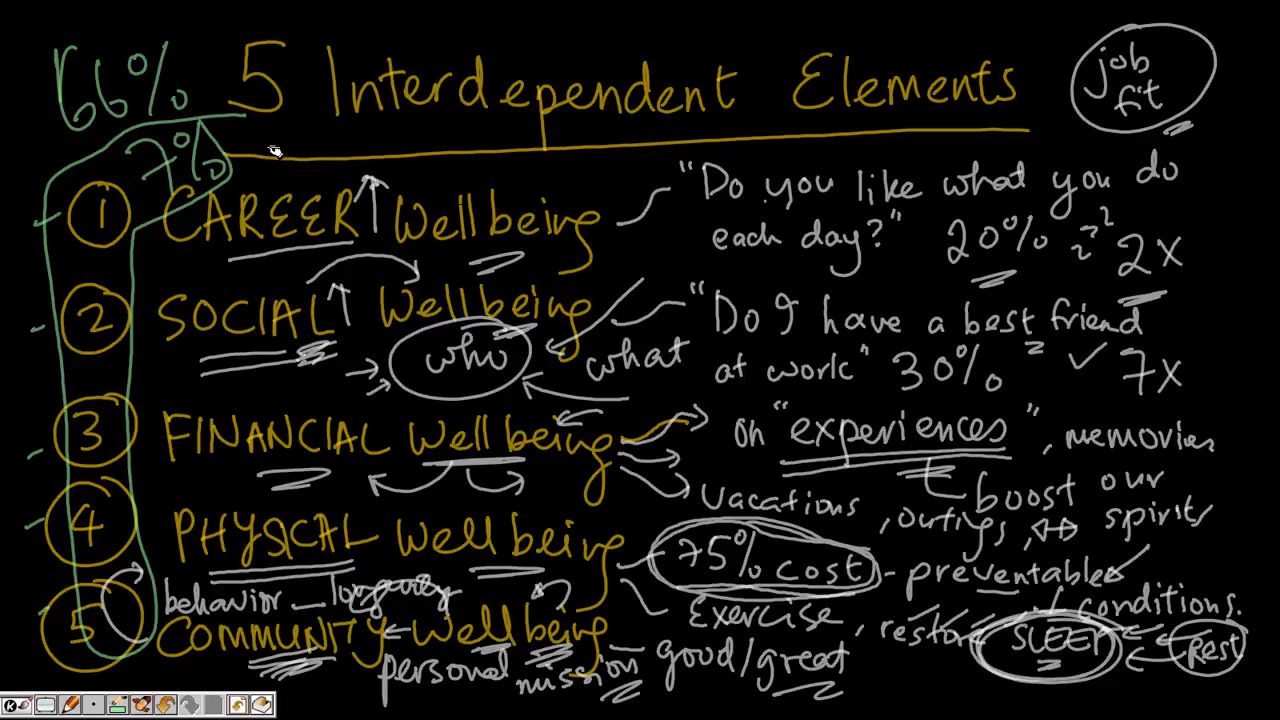 66% 5 Interdependent Elements
job fit
7%
1 CAREER Wellbeing "Do you like what you do
each day?" 20% 2x
2 SOCIAL Wellbeing "Do I have a best friend
who what at work" 30% 7x
3 FINANCIAL Wellbeing on "experiences", memories,
boost our
vacations, outings, spirits
4 PHYSICAL Wellbeing 75% cost - preventable
behavior longevity conditions.
Exercise, restore SLEEP Rest
5 COMMUNITY Wellbeing
personal mission good/great